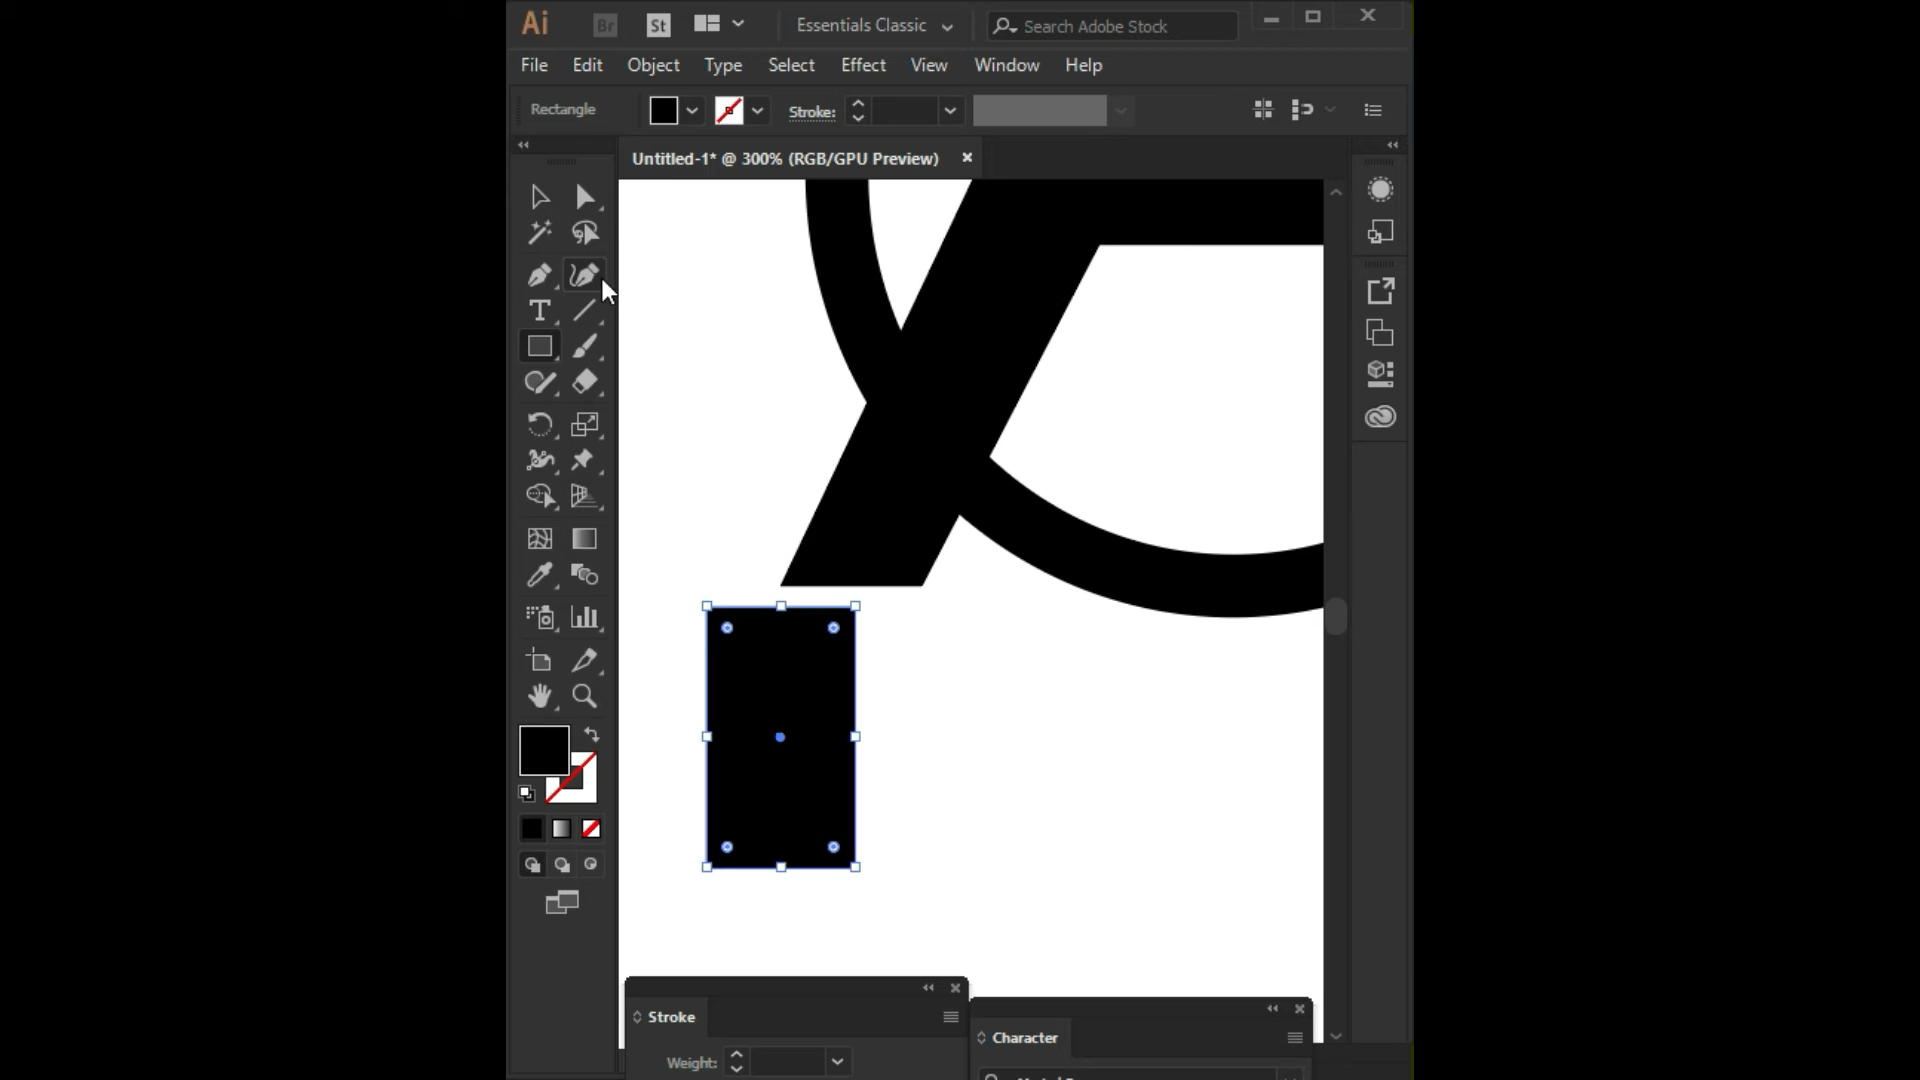 Ai Br St Essentials Classic Search Adobe Stock
File Edit Object Type Select Effect View Window Help
Rectangle Stroke:
Untitled-1* @ 300% (RGB/GPU Preview)
Stroke
Character
Weight: